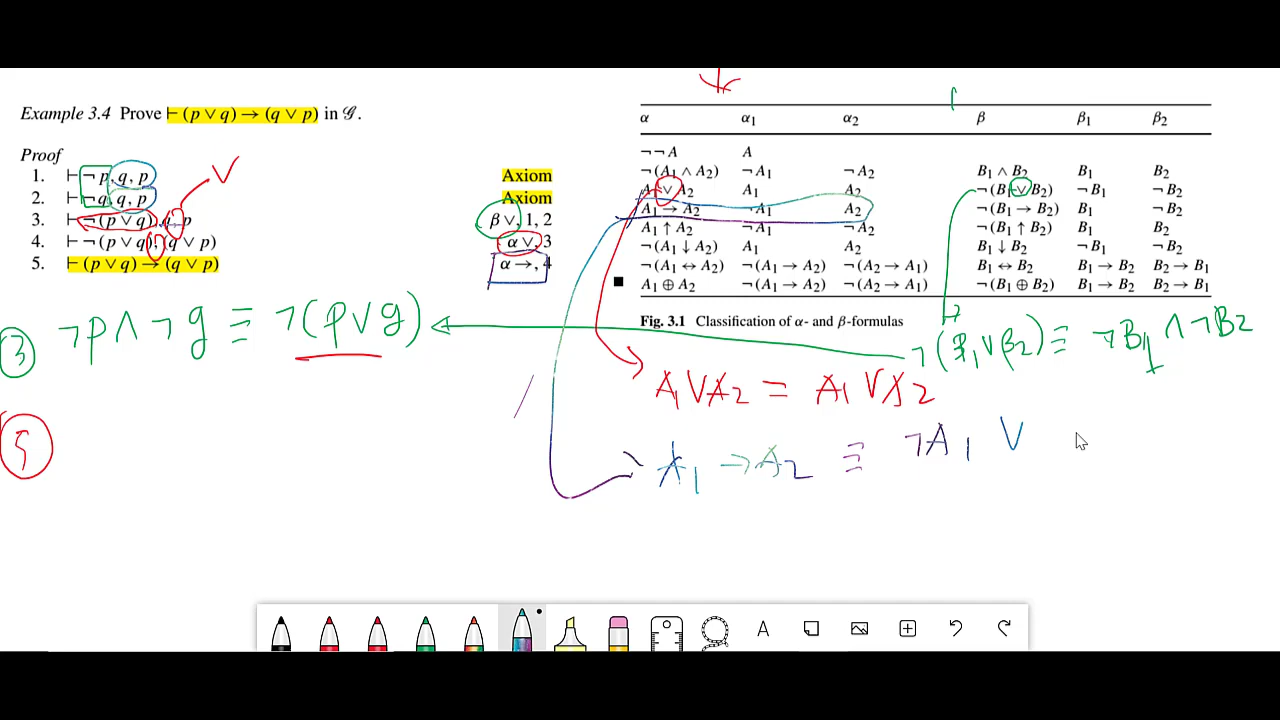 Example 3.4 Prove ⊢ (p ∨ q) → (q ∨ p) in 𝒢.
Proof
1. ⊢ ¬ p, q, p Axiom
2. ⊢ ¬ q, q, p Axiom
3. ⊢ ¬ (p ∨ q), q, p β ∨, 1, 2
4. ⊢ ¬ (p ∨ q), (q ∨ p) α ∨, 3
5. ⊢ (p ∨ q) → (q ∨ p) α →, 4
V
α α₁ α₂ β β₁ β₂
¬¬A A
¬(A₁ ∧ A₂) ¬A₁ ¬A₂ B₁ ∧ B₂ B₁ B₂
A₁ ∨ A₂ A₁ A₂ ¬(B₁ ∨ B₂) ¬B₁ ¬B₂
A₁ → A₂ ¬A₁ A₂ ¬(B₁ → B₂) B₁ ¬B₂
A₁ ↑ A₂ ¬A₁ ¬A₂ ¬(B₁ ↑ B₂) B₁ B₂
¬(A₁ ↓ A₂) A₁ A₂ B₁ ↓ B₂ ¬B₁ ¬B₂
¬(A₁ ↔ A₂) ¬(A₁ → A₂) ¬(A₂ → A₁) B₁ ↔ B₂ B₁ → B₂ B₂ → B₁
A₁ ⊕ A₂ ¬(A₁ → A₂) ¬(A₂ → A₁) ¬(B₁ ⊕ B₂) B₁ → B₂ B₂ → B₁
Fig. 3.1 Classification of α- and β-formulas
③ ¬p ∧ ¬q ≡ ¬(p ∨ q)
¬(B₁ ∨ B₂) ≡ ¬B₁ ∧ ¬B₂
A₁ ∨ A₂ = A₁ ∨ A₂
⑤
A₁ → A₂ ≡ ¬A₁ ∨
A